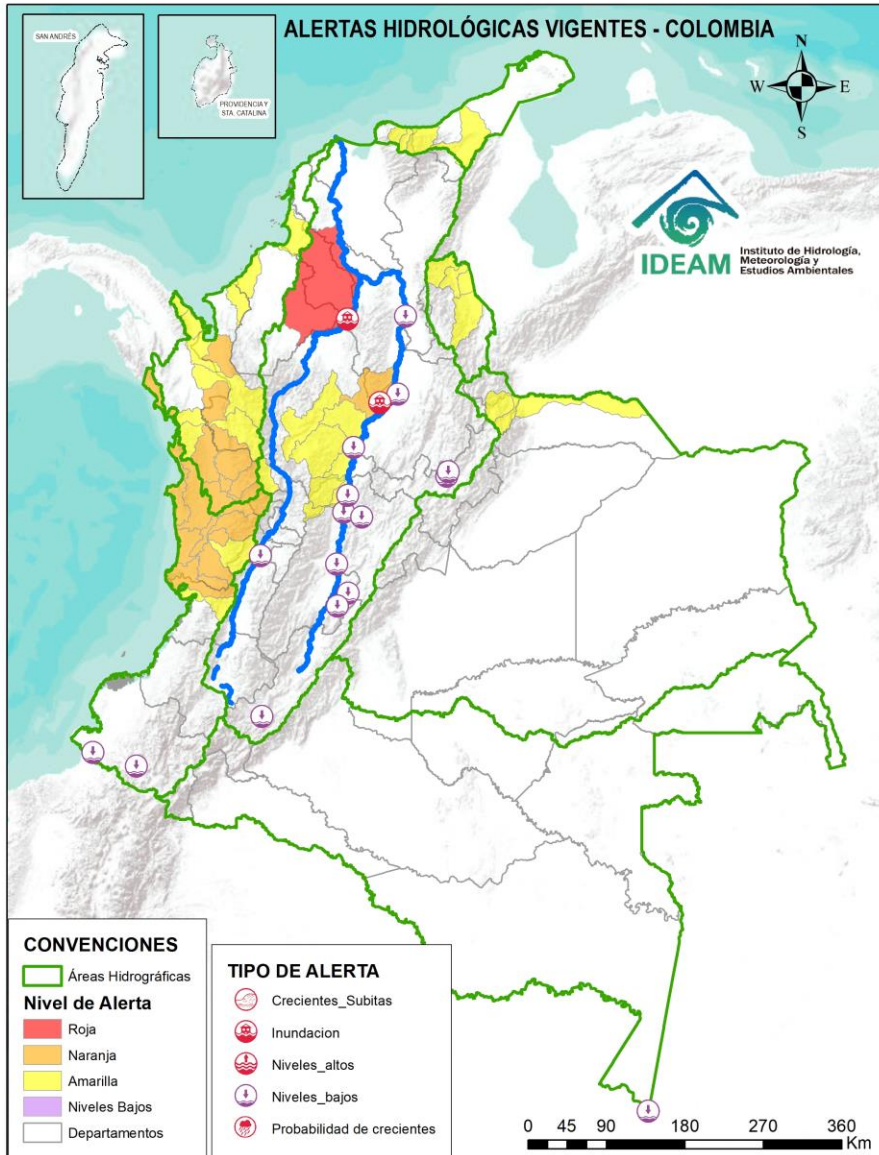 ALERTAS HIDROLÓGICAS VIGENTES - COLOMBIA
SAN ANDRÉS
PROVIDENCIA Y
STA. CATALINA
N
W
E
S
IDEAM
Instituto de Hidrología,
Meteorología y
Estudios Ambientales
CONVENCIONES
Áreas Hidrográficas
Nivel de Alerta
Roja
Naranja
Amarilla
Niveles Bajos
Departamentos
TIPO DE ALERTA
Crecientes_Subitas
Inundacion
Niveles_altos
Niveles_bajos
Probabilidad de crecientes
0 45 90 180 270 360
Km